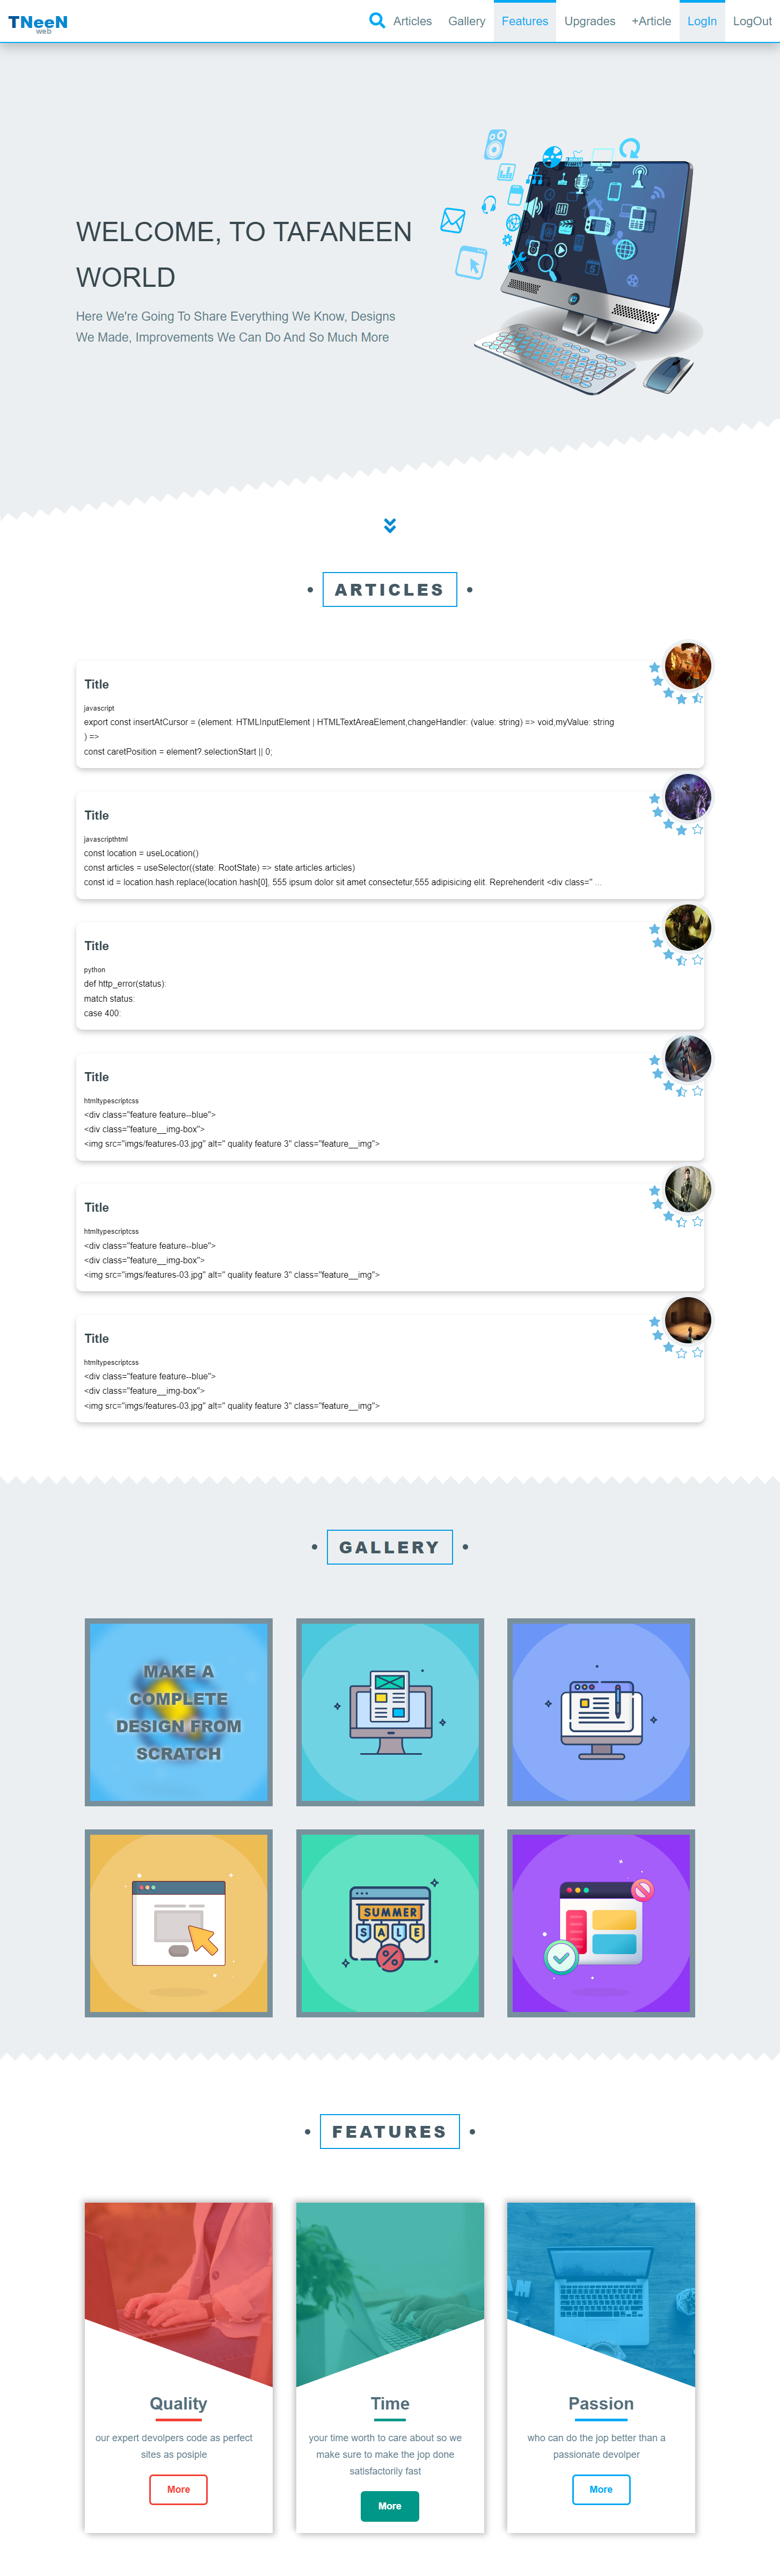 TNeeN
web
Articles Gallery Features Upgrades +Article LogIn LogOut
WELCOME, TO TAFANEEN
WORLD
Here We're Going To Share Everything We Know, Designs
We Made, Improvements We Can Do And So Much More
• ARTICLES •
Title
javascript
export const insertAtCursor = (element: HTMLInputElement | HTMLTextAreaElement,changeHandler: (value: string) => void,myValue: string
) =>
const caretPosition = element?.selectionStart || 0;
Title
javascripthtml
const location = useLocation()
const articles = useSelector((state: RootState) => state.articles.articles)
const id = location.hash.replace(location.hash[0], 555 ipsum dolor sit amet consectetur,555 adipisicing elit. Reprehenderit <div class=" ...
Title
python
def http_error(status):
match status:
case 400:
Title
htmltypescriptcss
<div class="feature feature--blue">
<div class="feature__img-box">
<img src="imgs/features-03.jpg" alt=" quality feature 3" class="feature__img">
Title
htmltypescriptcss
<div class="feature feature--blue">
<div class="feature__img-box">
<img src="imgs/features-03.jpg" alt=" quality feature 3" class="feature__img">
Title
htmltypescriptcss
<div class="feature feature--blue">
<div class="feature__img-box">
<img src="imgs/features-03.jpg" alt=" quality feature 3" class="feature__img">
• GALLERY •
MAKE A
COMPLETE
DESIGN FROM
SCRATCH
SUMMER
SALE
%
• FEATURES •
Quality
our expert devolpers code as perfect
sites as posiple
More
Time
your time worth to care about so we
make sure to make the jop done
satisfactorily fast
More
Passion
who can do the jop better than a
passionate devolper
More